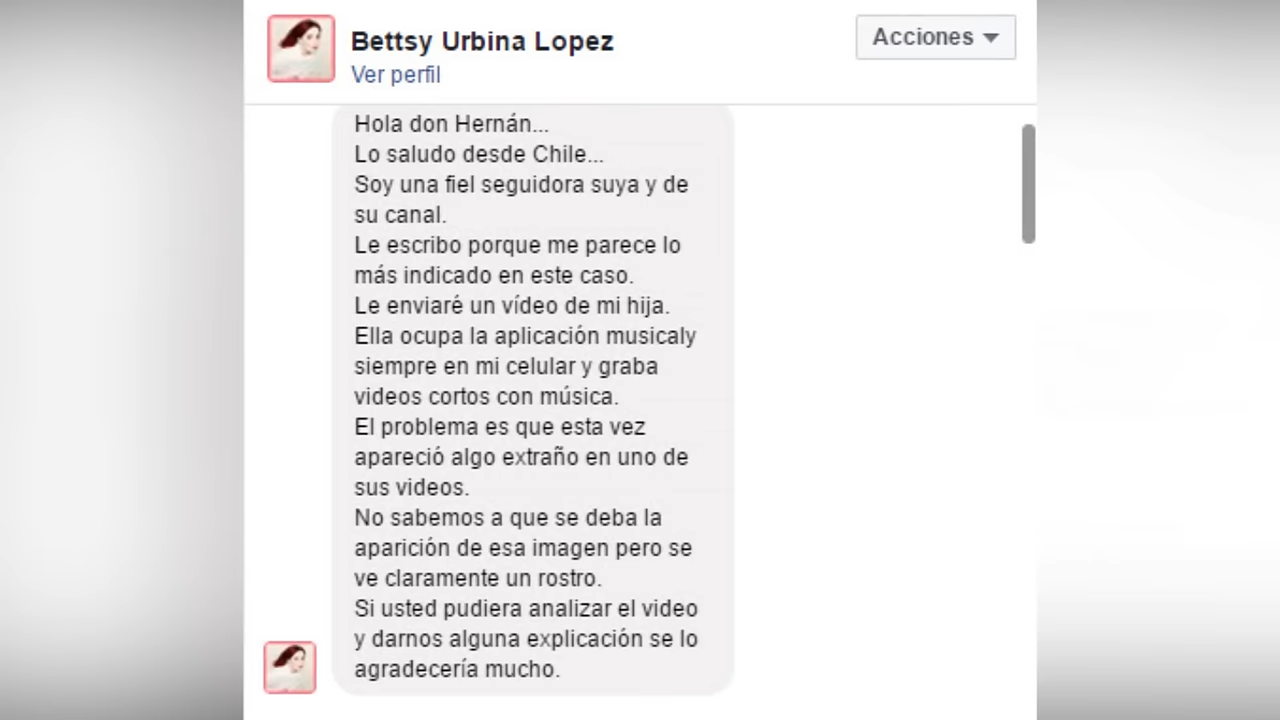 Bettsy Urbina Lopez
Acciones
Ver perfil
Hola don Hernán...
Lo saludo desde Chile...
Soy una fiel seguidora suya y de
su canal.
Le escribo porque me parece lo
más indicado en este caso.
Le enviaré un vídeo de mi hija.
Ella ocupa la aplicación musicaly
siempre en mi celular y graba
videos cortos con música.
El problema es que esta vez
apareció algo extraño en uno de
sus videos.
No sabemos a que se deba la
aparición de esa imagen pero se
ve claramente un rostro.
Si usted pudiera analizar el video
y darnos alguna explicación se lo
agradecería mucho.